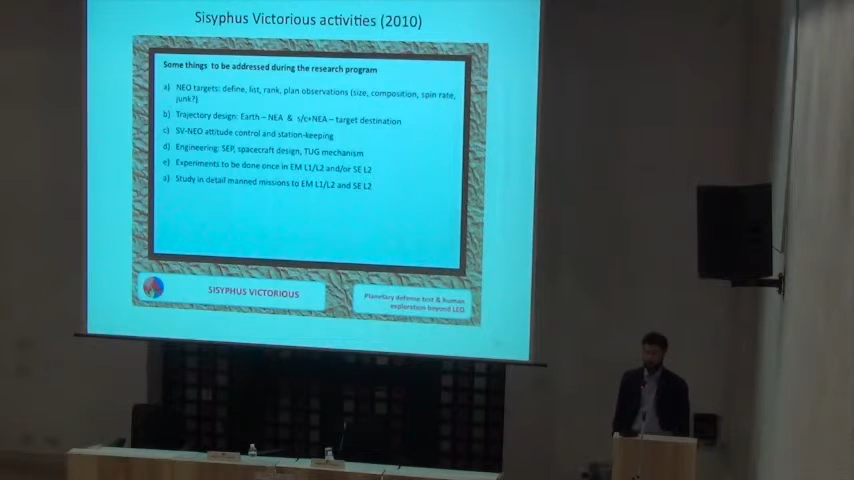 Sisyphus Victorious activities (2010)
Some things to be addressed during the research program
a) NEO targets: define, list, rank, plan observations (size, composition, spin rate,
junk?)
b) Trajectory design: Earth – NEA & s/c+NEA – target destination
c) SV-NEO attitude control and station-keeping
d) Engineering: SEP, spacecraft design, TUG mechanism
e) Experiments to be done once in EM L1/L2 and/or SE L2
a) Study in detail manned missions to EM L1/L2 and SE L2
SISYPHUS VICTORIOUS
Planetary defense test & human
exploration beyond LEO